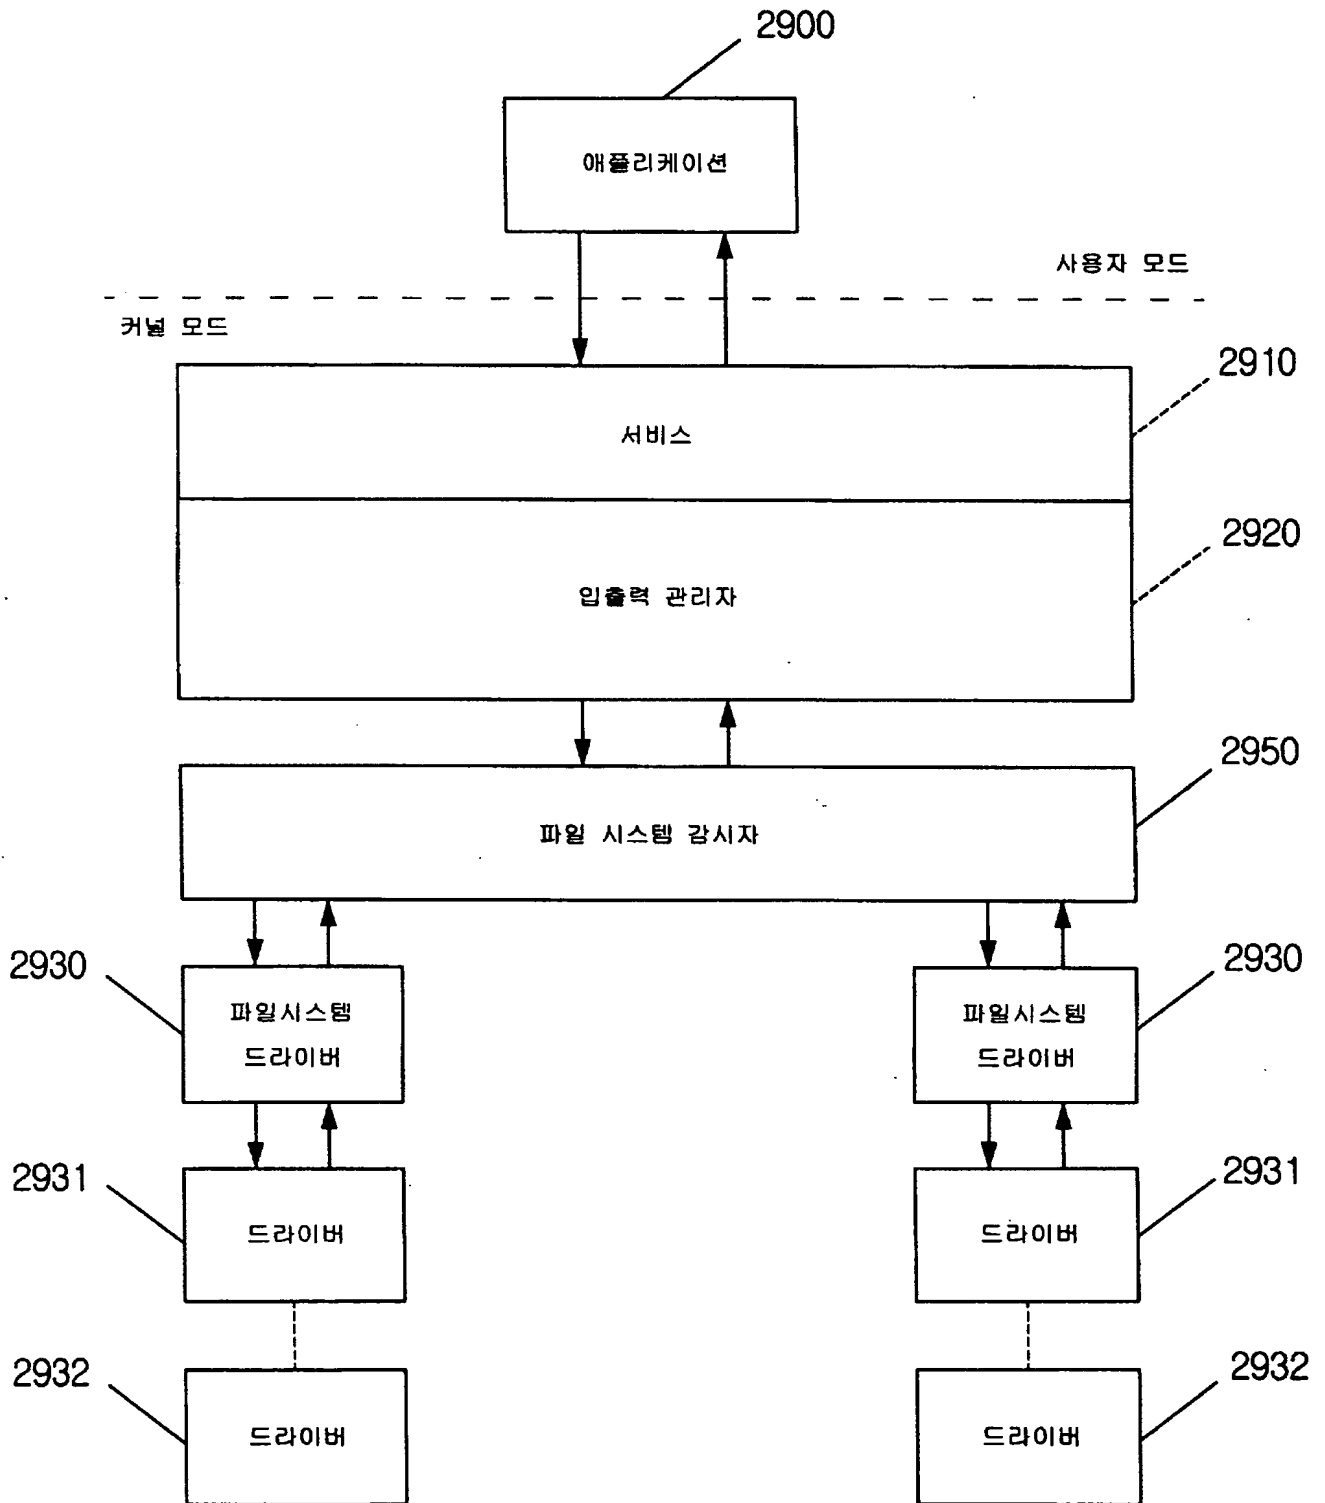 2900
애플리케이션
사용자 모드
커널 모드
2910
서비스
2920
입출력 관리자
2950
파일 시스템 감시자
2930
파일시스템
드라이버
2930
파일시스템
드라이버
2931
드라이버
2931
드라이버
2932
드라이버
2932
드라이버